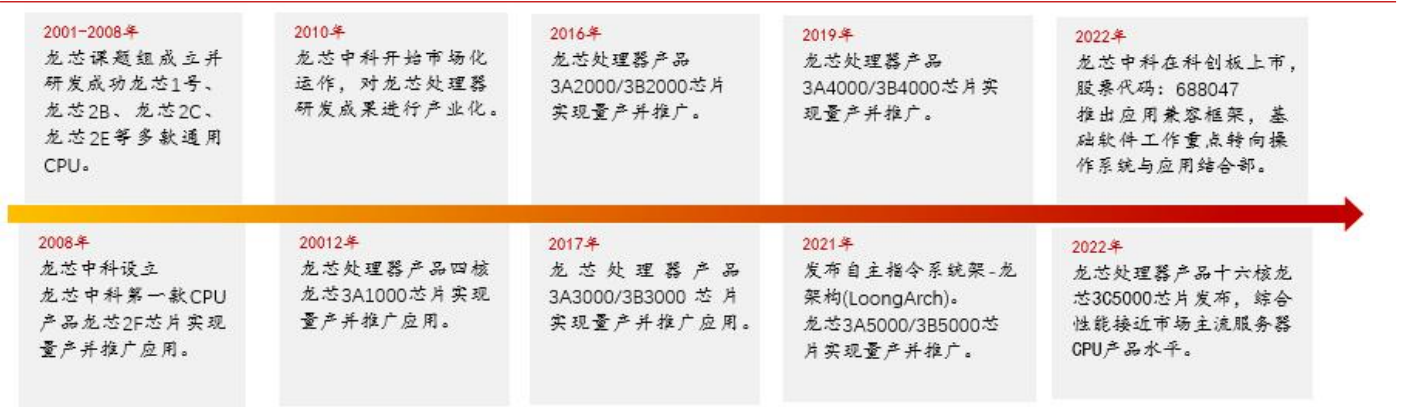 2001-2008年
龙芯课题组成立并
研发成功龙芯1号、
龙芯2B、龙芯2C、
龙芯2E等多款通用
CPU。
2010年
龙芯中科开始市场化
运作，对龙芯处理器
研发成果进行产业化。
2016年
龙芯处理器产品
3A2000/3B2000芯片
实现量产并推广。
2019年
龙芯处理器产品
3A4000/3B4000芯片实
现量产并推广。
2022年
龙芯中科在科创板上市，
股票代码：688047
推出应用兼容框架，基
础软件工作重点转向操
作系统与应用结合部。
2008年
龙芯中科设立
龙芯中科第一款CPU
产品龙芯2F芯片实现
量产并推广应用。
20012年
龙芯处理器产品四核
龙芯3A1000芯片实现
量产并推广应用。
2017年
龙芯处理器产品
3A3000/3B3000芯片
实现量产并推广应用。
2021年
发布自主指令系统架-龙
架构(LoongArch)。
龙芯3A5000/3B5000芯
片实现量产并推广。
2022年
龙芯处理器产品十六核龙
芯3C5000芯片发布，综合
性能接近市场主流服务器
CPU产品水平。